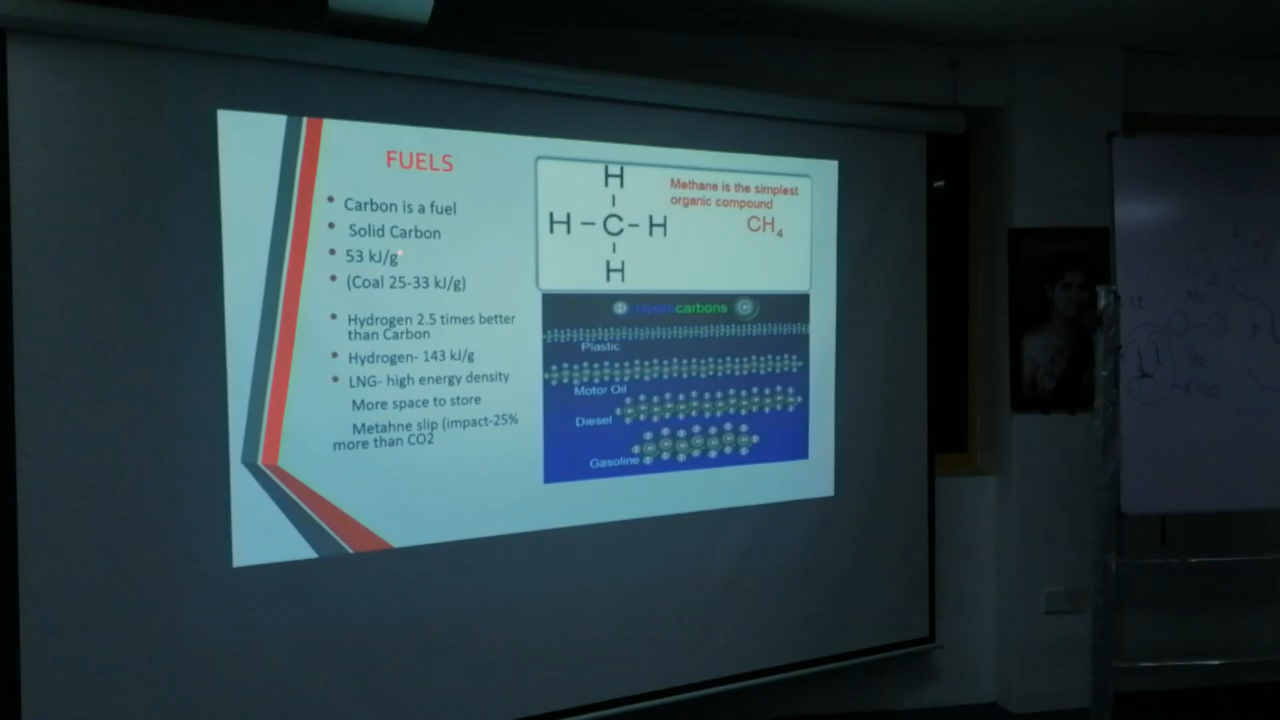 FUELS
Carbon is a fuel
Solid Carbon
53 kJ/g
(Coal 25-33 kJ/g)
Hydrogen 2.5 times better
than Carbon
Hydrogen- 143 kJ/g
LNG- high energy density
More space to store
Metahne slip (impact-25%
more than CO2
H
H-C-H
H
Methane is the simplest
organic compound
CH4
H
carbons C
Plastic
Motor Oil
Diesel
Gasoline